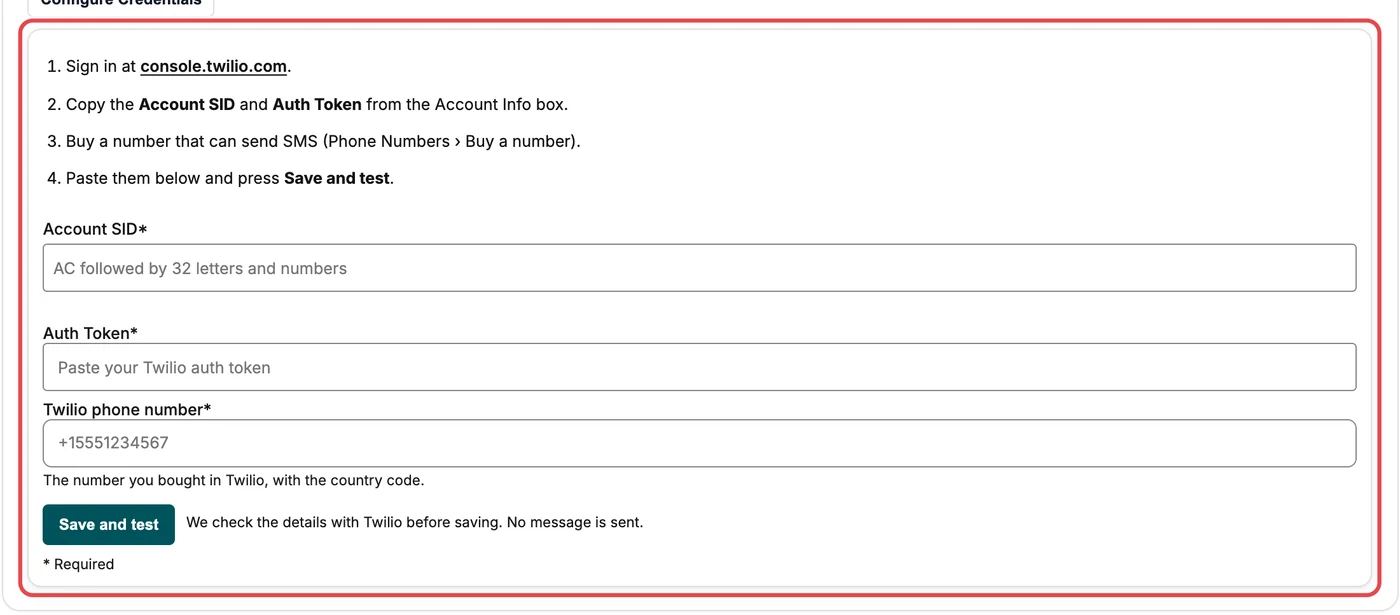 Configure Credentials
1. Sign in at console.twilio.com.
2. Copy the Account SID and Auth Token from the Account Info box.
3. Buy a number that can send SMS (Phone Numbers › Buy a number).
4. Paste them below and press Save and test.
Account SID*
AC followed by 32 letters and numbers
Auth Token*
Paste your Twilio auth token
Twilio phone number*
+15551234567
The number you bought in Twilio, with the country code.
Save and test We check the details with Twilio before saving. No message is sent.
* Required